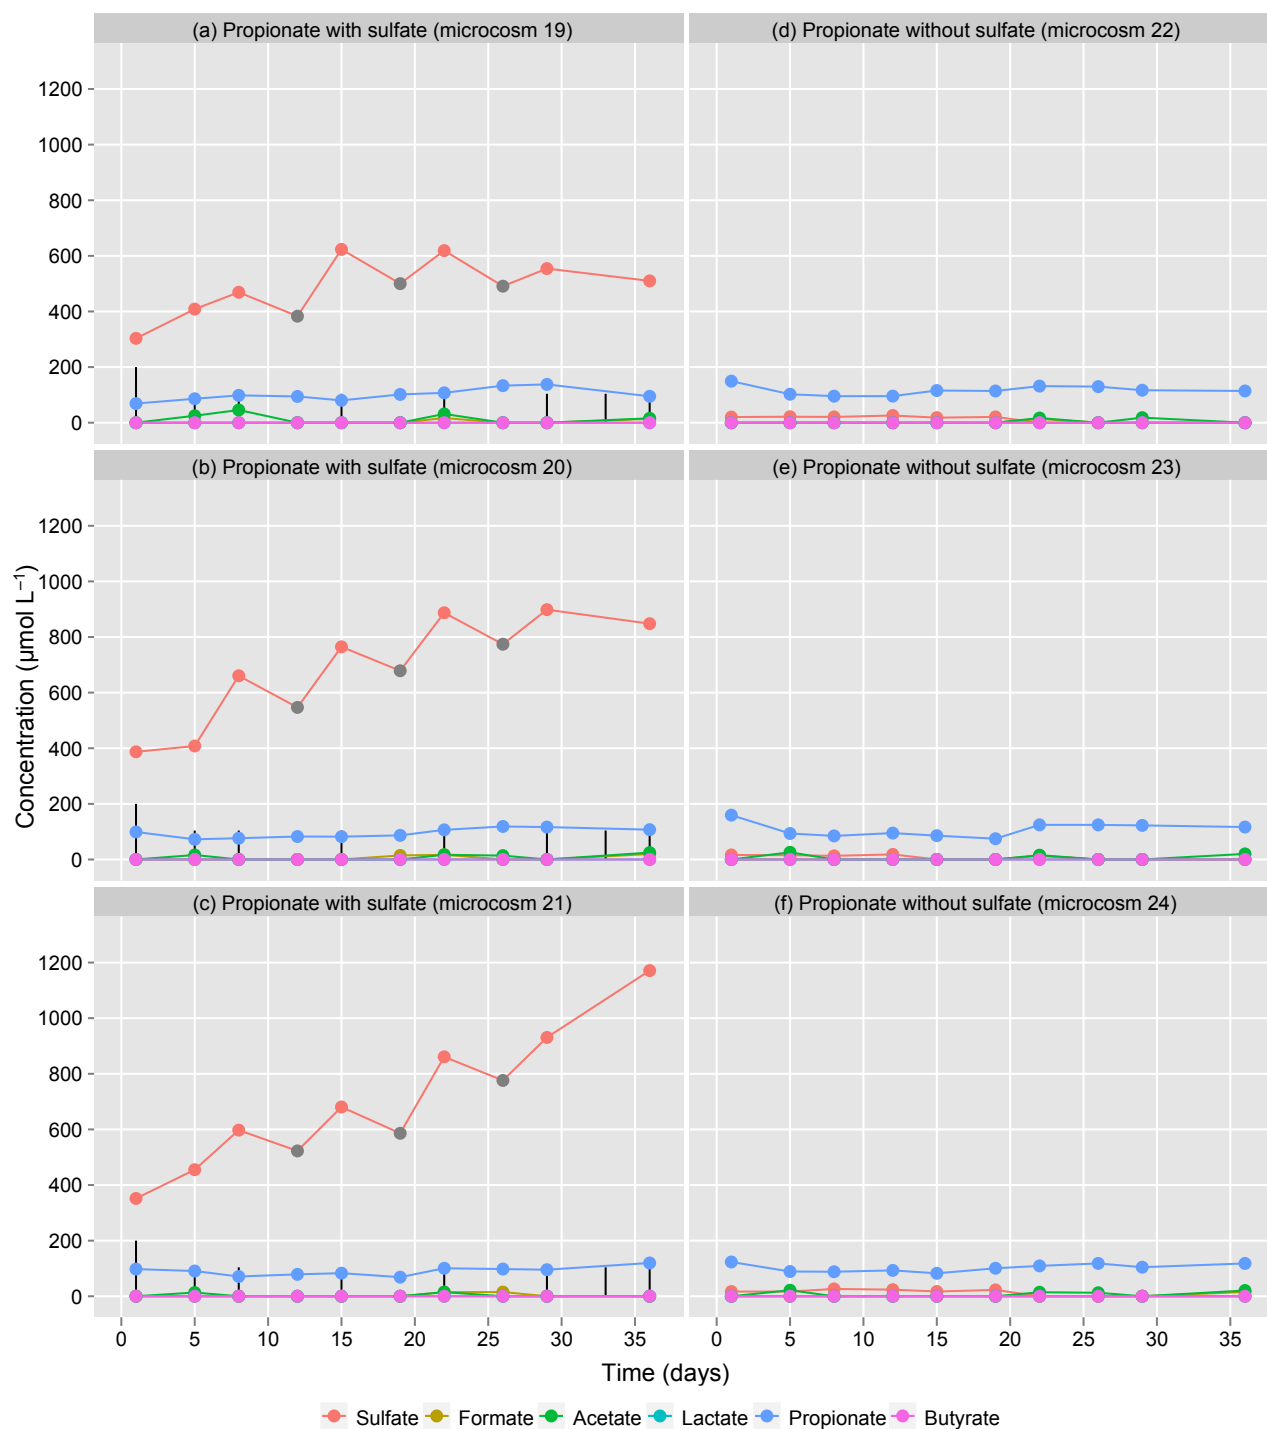 (a) Propionate with sulfate (microcosm 19)
(d) Propionate without sulfate (microcosm 22)
1200
1000
800
600
400
200
0
(b) Propionate with sulfate (microcosm 20)
(e) Propionate without sulfate (microcosm 23)
Concentration (µmol L⁻¹)
1200
1000
800
600
400
200
0
(c) Propionate with sulfate (microcosm 21)
(f) Propionate without sulfate (microcosm 24)
1200
1000
800
600
400
200
0
0 5 10 15 20 25 30 35
0 5 10 15 20 25 30 35
Time (days)
Sulfate Formate Acetate Lactate Propionate Butyrate